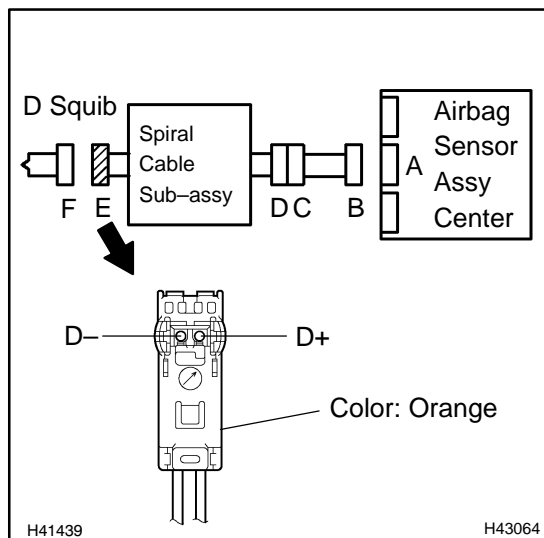 D Squib
Spiral
Cable
Sub–assy
Airbag
Sensor
Assy
Center
A
F
E
D
C
B
D–
D+
Color: Orange
H41439
H43064